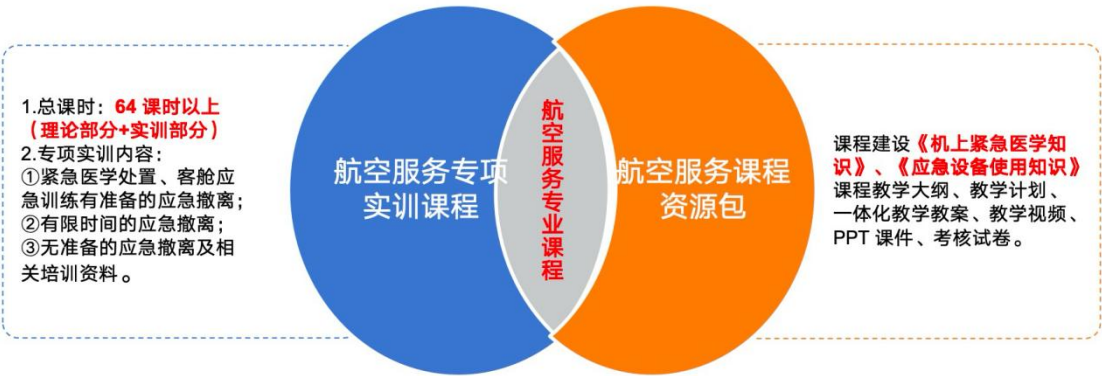 1.总课时：64 课时以上
（理论部分+实训部分）
2.专项实训内容：
①紧急医学处置、客舱应
急训练有准备的应急撤离；
②有限时间的应急撤离；
③无准备的应急撤离及相
关培训资料。
航空服务专项
实训课程
航空服务专业课程
航空服务课程
资源包
课程建设《机上紧急医学知
识》、《应急设备使用知识》
课程教学大纲、教学计划、
一体化教学教案、教学视频、
PPT 课件、考核试卷。